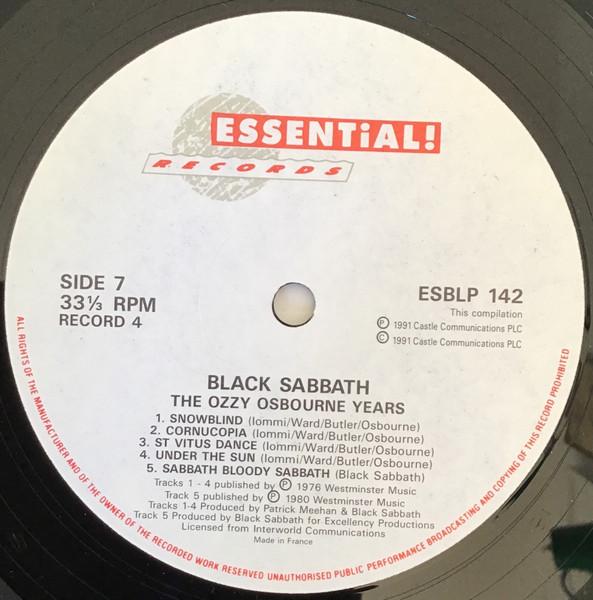 ESSENTiAL!
RECORDS
SIDE 7
33⅓ RPM
RECORD 4
ESBLP 142
This compilation
Ⓟ 1991 Castle Communications PLC
© 1991 Castle Communications PLC
BLACK SABBATH
THE OZZY OSBOURNE YEARS
1. SNOWBLIND (Iommi/Ward/Butler/Osbourne)
2. CORNUCOPIA (Iommi/Ward/Butler/Osbourne)
3. ST VITUS DANCE (Iommi/Ward/Butler/Osbourne)
4. UNDER THE SUN (Iommi/Ward/Butler/Osbourne)
5. SABBATH BLOODY SABBATH (Black Sabbath)
Tracks 1 - 4 published by Ⓟ 1976 Westminster Music
Track 5 published by Ⓟ 1980 Westminster Music
Tracks 1-4 Produced by Patrick Meehan & Black Sabbath
Track 5 Produced by Black Sabbath for Excellency Productions
Licensed from Interworld Communications
Made in France
ALL RIGHTS OF THE MANUFACTURER AND OF THE OWNER OF THE RECORDED WORK RESERVED UNAUTHORISED PUBLIC PERFORMANCE BROADCASTING AND COPYING OF THIS RECORD PROHIBITED